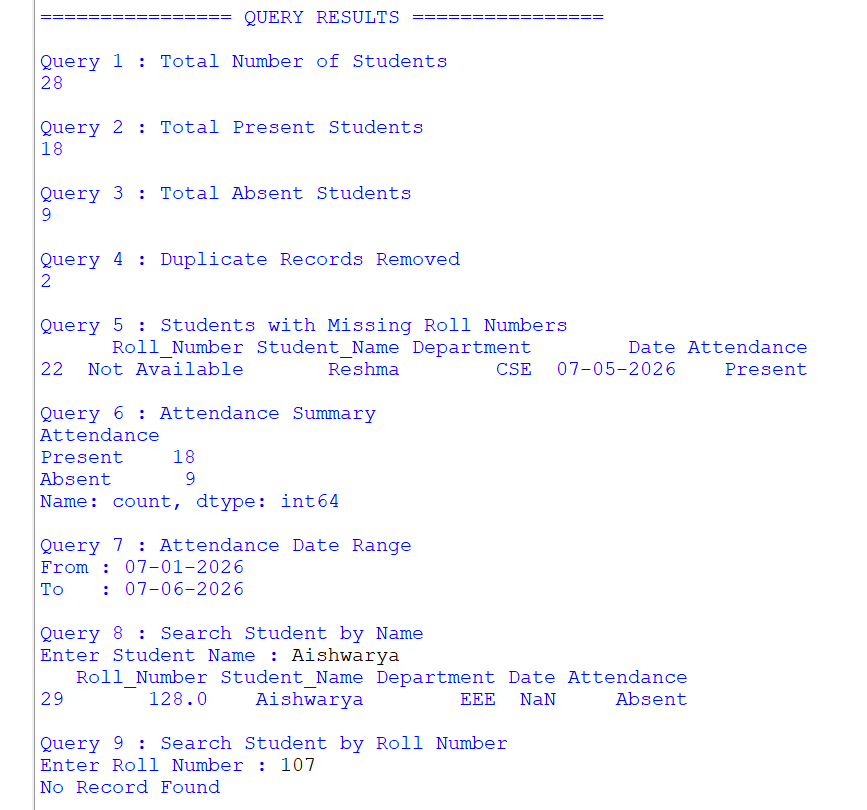 ================ QUERY RESULTS ================
Query 1 : Total Number of Students
28
Query 2 : Total Present Students
18
Query 3 : Total Absent Students
9
Query 4 : Duplicate Records Removed
2
Query 5 : Students with Missing Roll Numbers
Roll_Number Student_Name Department Date Attendance
22 Not Available Reshma CSE 07-05-2026 Present
Query 6 : Attendance Summary
Attendance
Present 18
Absent 9
Name: count, dtype: int64
Query 7 : Attendance Date Range
From : 07-01-2026
To : 07-06-2026
Query 8 : Search Student by Name
Enter Student Name : Aishwarya
Roll_Number Student_Name Department Date Attendance
29 128.0 Aishwarya EEE NaN Absent
Query 9 : Search Student by Roll Number
Enter Roll Number : 107
No Record Found